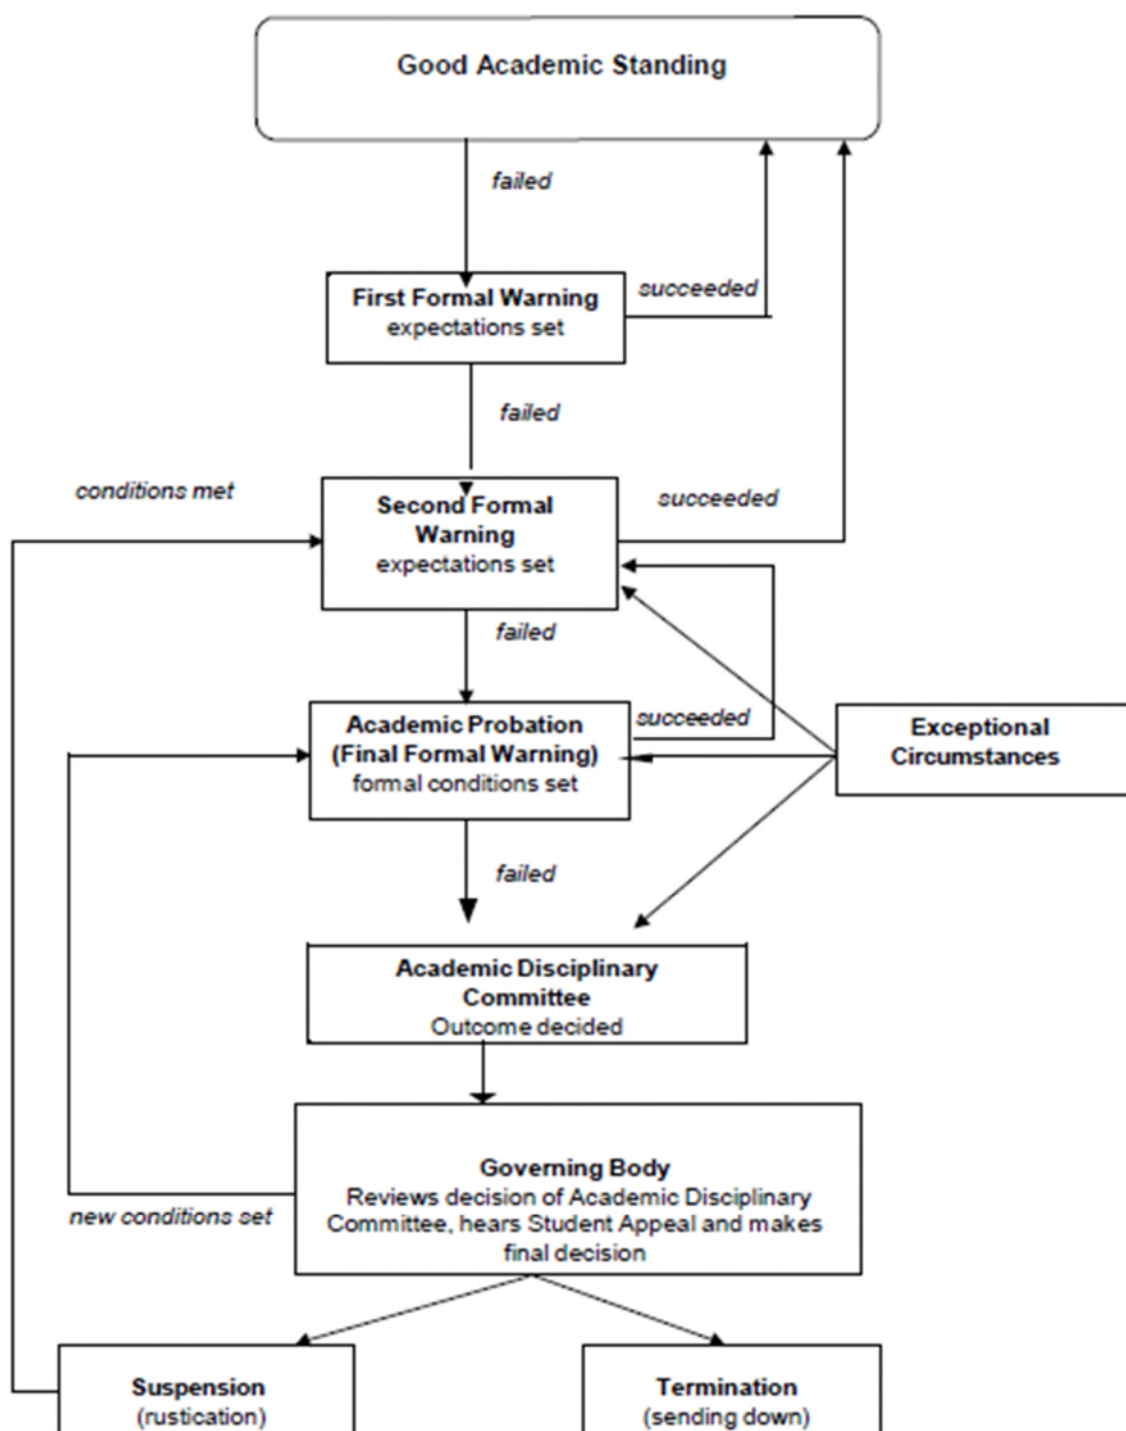 Good Academic Standing
failed
First Formal Warning
expectations set
succeeded
failed
conditions met
Second Formal
Warning
expectations set
succeeded
failed
Academic Probation
(Final Formal Warning)
formal conditions set
succeeded
Exceptional
Circumstances
failed
Academic Disciplinary
Committee
Outcome decided
Governing Body
Reviews decision of Academic Disciplinary
Committee, hears Student Appeal and makes
final decision
new conditions set
Suspension
(rustication)
Termination
(sending down)